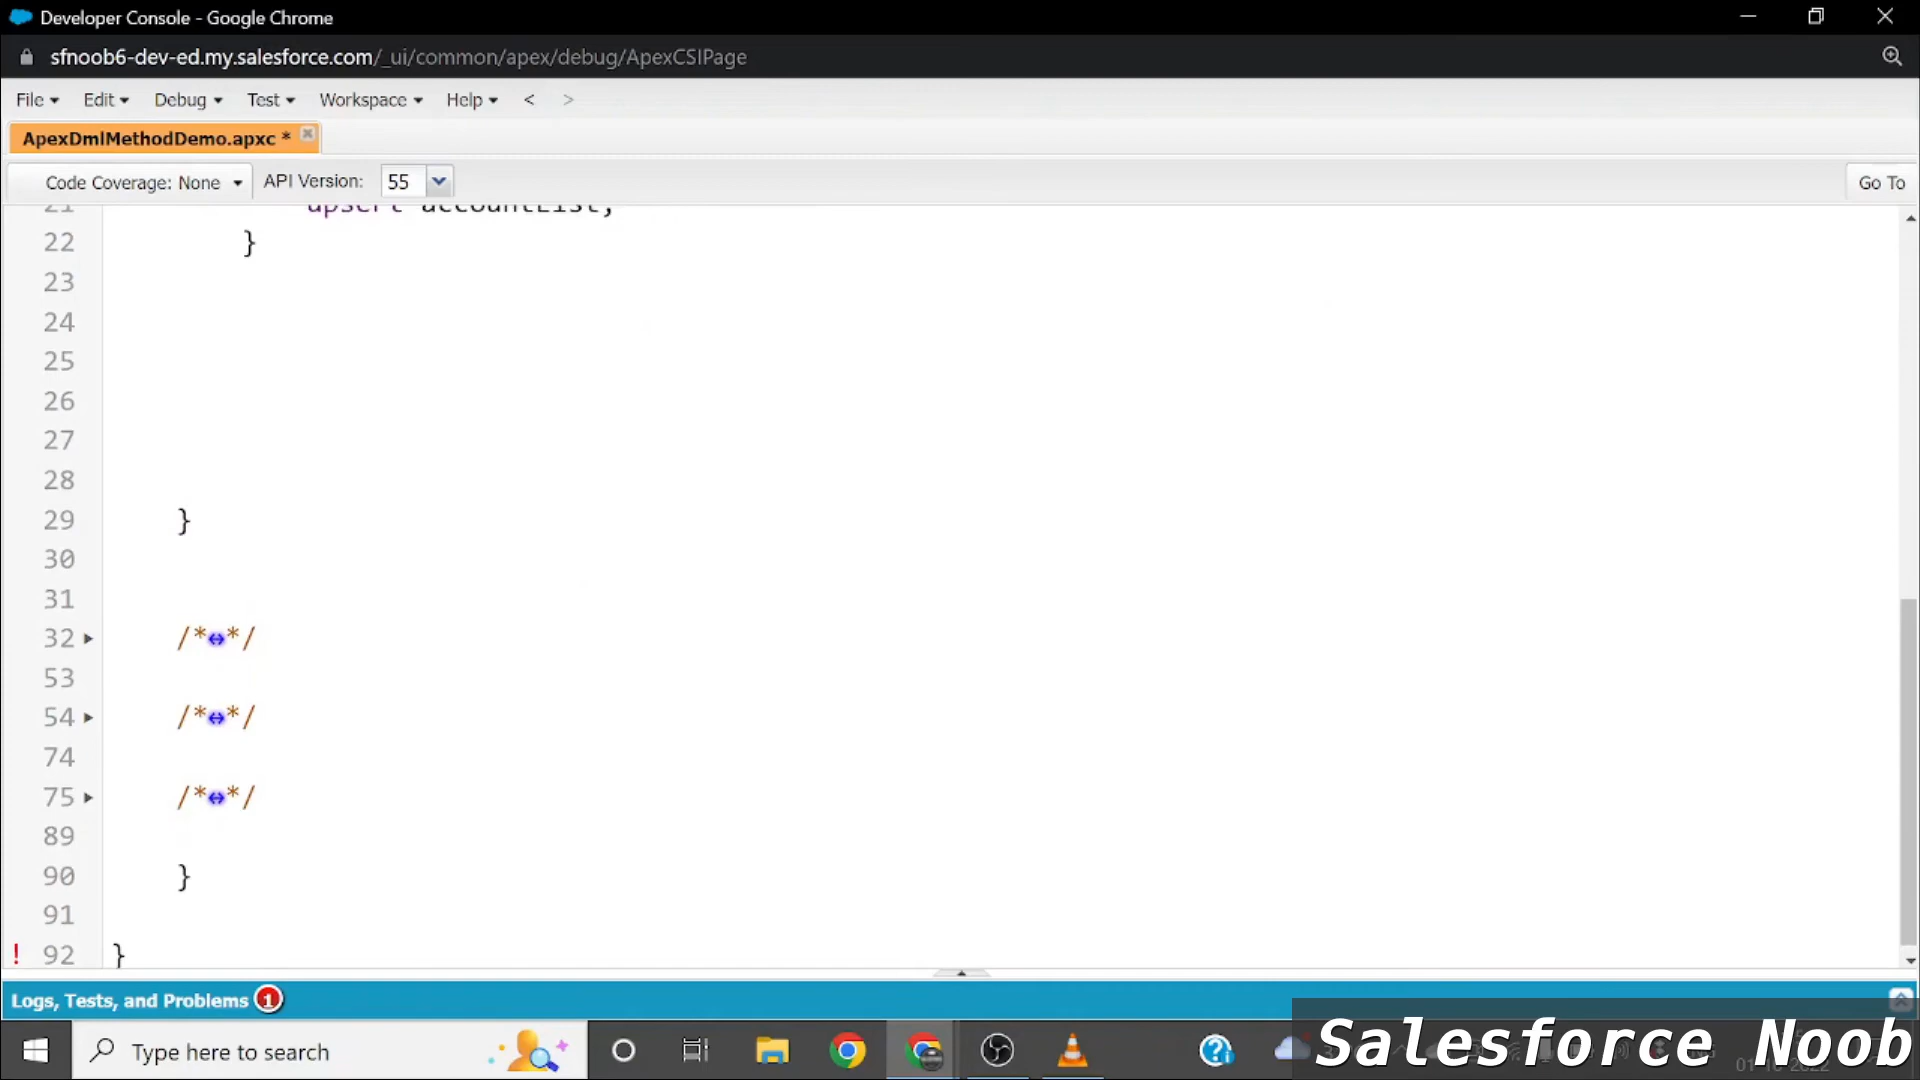 Developer Console - Google Chrome
sfnoob6-dev-ed.my.salesforce.com/_ui/common/apex/debug/ApexCSIPage
File Edit Debug Test Workspace Help < >
ApexDmlMethodDemo.apxc *
Code Coverage: None API Version: 55 Go To
21 upsert accountList;
22 }
23
24
25
26
27
28
29 }
30
31
32 /*↔*/
53
54 /*↔*/
74
75 /*↔*/
89
90 }
91
! 92 }
Logs, Tests, and Problems 1
Type here to search
Salesforce Noob